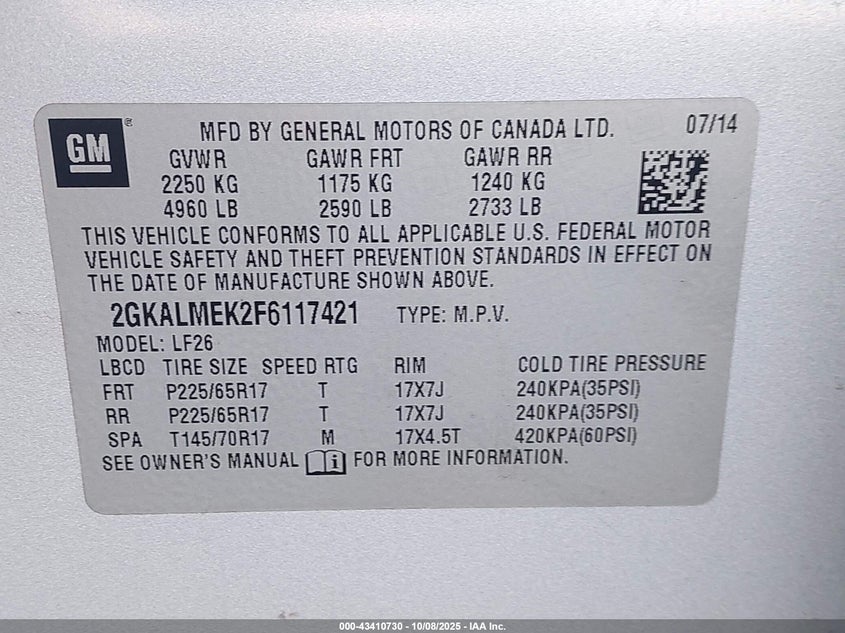 GM ® MFD BY GENERAL MOTORS OF CANADA LTD. 07/14
GVWR GAWR FRT GAWR RR
2250 KG 1175 KG 1240 KG
4960 LB 2590 LB 2733 LB
THIS VEHICLE CONFORMS TO ALL APPLICABLE U.S. FEDERAL MOTOR
VEHICLE SAFETY AND THEFT PREVENTION STANDARDS IN EFFECT ON
THE DATE OF MANUFACTURE SHOWN ABOVE.
2GKALMEK2F6117421 TYPE: M.P.V.
MODEL: LF26
LBCD TIRE SIZE SPEED RTG RIM COLD TIRE PRESSURE
FRT P225/65R17 T 17X7J 240KPA(35PSI)
RR P225/65R17 T 17X7J 240KPA(35PSI)
SPA T145/70R17 M 17X4.5T 420KPA(60PSI)
SEE OWNER'S MANUAL i FOR MORE INFORMATION.
000-43410730 - 10/08/2025 - IAA Inc.